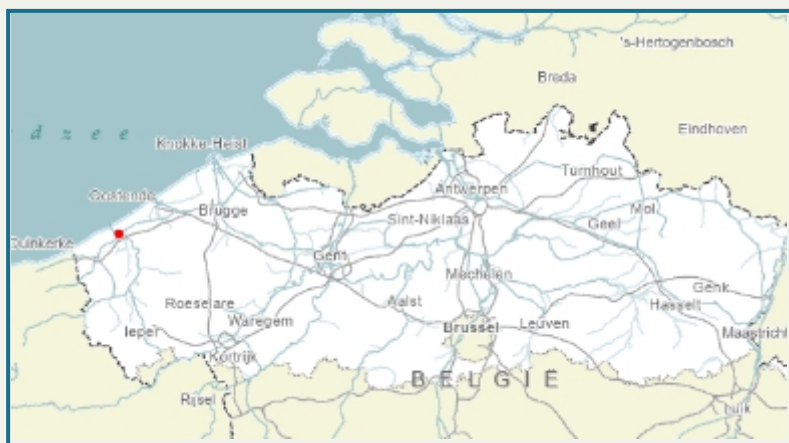 's-Hertogenbosch
Breda
Eindhoven
dzee
Knokke-Heist
Turnhout
Antwerpen
Oostende
Mol
Brugge
Sint-Niklaas
Geel
Duinkerke
Gent
Mechelen
Genk
Roeselare
Aalst
Hasselt
Waregem
Brussel
Leuven
Ieper
Maastricht
Kortrijk
BELGIË
Rijsel
Luik